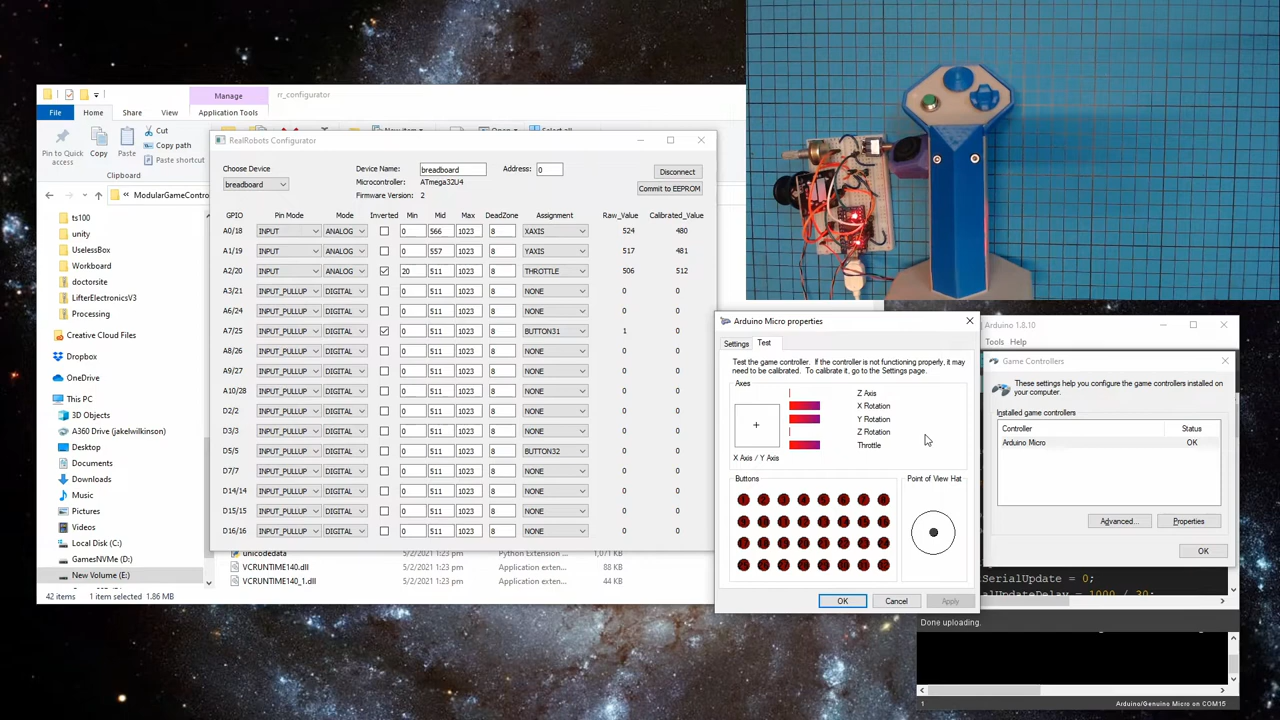 Manage
rr_configurator
File
Home
Share
View
Application Tools
Pin to Quick
access
Copy
Paste
Cut
Copy path
Paste shortcut
Clipboard
ModularGameContro
ts100
unity
UselessBox
Workboard
doctorsite
LifterElectronicsV3
Processing
Creative Cloud Files
Dropbox
OneDrive
This PC
3D Objects
A360 Drive (jakelwilkinson)
Desktop
Documents
Downloads
Music
Pictures
Videos
Local Disk (C:)
GamesNVMe (D:)
New Volume (E:)
42 items
1 item selected
1.86 MB
RealRobots Configurator
Choose Device
breadboard
Device Name:
breadboard
Address:
0
Microcontroller:
ATmega32U4
Firmware Version:
2
Disconnect
Commit to EEPROM
GPIO Pin Mode Mode Inverted Min Mid Max DeadZone Assignment Raw_Value Calibrated_Value
A0/18 INPUT ANALOG 0 566 1023 8 XAXIS 524 480
A1/19 INPUT ANALOG 0 557 1023 8 YAXIS 517 481
A2/20 INPUT ANALOG 20 511 1023 8 THROTTLE 506 512
A3/21 INPUT_PULLUP DIGITAL 0 511 1023 8 NONE 0 0
A6/24 INPUT_PULLUP DIGITAL 0 511 1023 8 NONE 0 0
A7/25 INPUT_PULLUP DIGITAL 0 511 1023 8 BUTTON31 1 0
A8/26 INPUT_PULLUP DIGITAL 0 511 1023 8 NONE 0 0
A9/27 INPUT_PULLUP DIGITAL 0 511 1023 8 NONE 0 0
A10/28 INPUT_PULLUP DIGITAL 0 511 1023 8 NONE 0 0
D2/2 INPUT_PULLUP DIGITAL 0 511 1023 8 NONE 0 0
D3/3 INPUT_PULLUP DIGITAL 0 511 1023 8 NONE 0 0
D5/5 INPUT_PULLUP DIGITAL 0 511 1023 8 BUTTON32 0 0
D7/7 INPUT_PULLUP DIGITAL 0 511 1023 8 NONE 0 0
D14/14 INPUT_PULLUP DIGITAL 0 511 1023 8 NONE 0 0
D15/15 INPUT_PULLUP DIGITAL 0 511 1023 8 NONE 0 0
D16/16 INPUT_PULLUP DIGITAL 0 511 1023 8 NONE 0 0
unicodedata 5/2/2021 1:23 pm Python Extension ... 1,071 KB
VCRUNTIME140.dll 5/2/2021 1:23 pm Application exten... 88 KB
VCRUNTIME140_1.dll 5/2/2021 1:23 pm Application exten... 44 KB
Arduino Micro properties
Settings
Test
Test the game controller. If the controller is not functioning properly, it may
need to be calibrated. To calibrate it, go to the Settings page.
Axes
Z Axis
X Rotation
Y Rotation
Z Rotation
Throttle
X Axis / Y Axis
Buttons
Point of View Hat
OK
Cancel
Apply
Arduino 1.8.10
Tools
Help
Game Controllers
These settings help you configure the game controllers installed on
your computer.
Installed game controllers
Controller
Status
Arduino Micro
OK
Advanced...
Properties
OK
SerialUpdate = 0;
ialUpdateDelay = 1000 / 30;
Done uploading.
1
Arduino/Genuino Micro on COM15